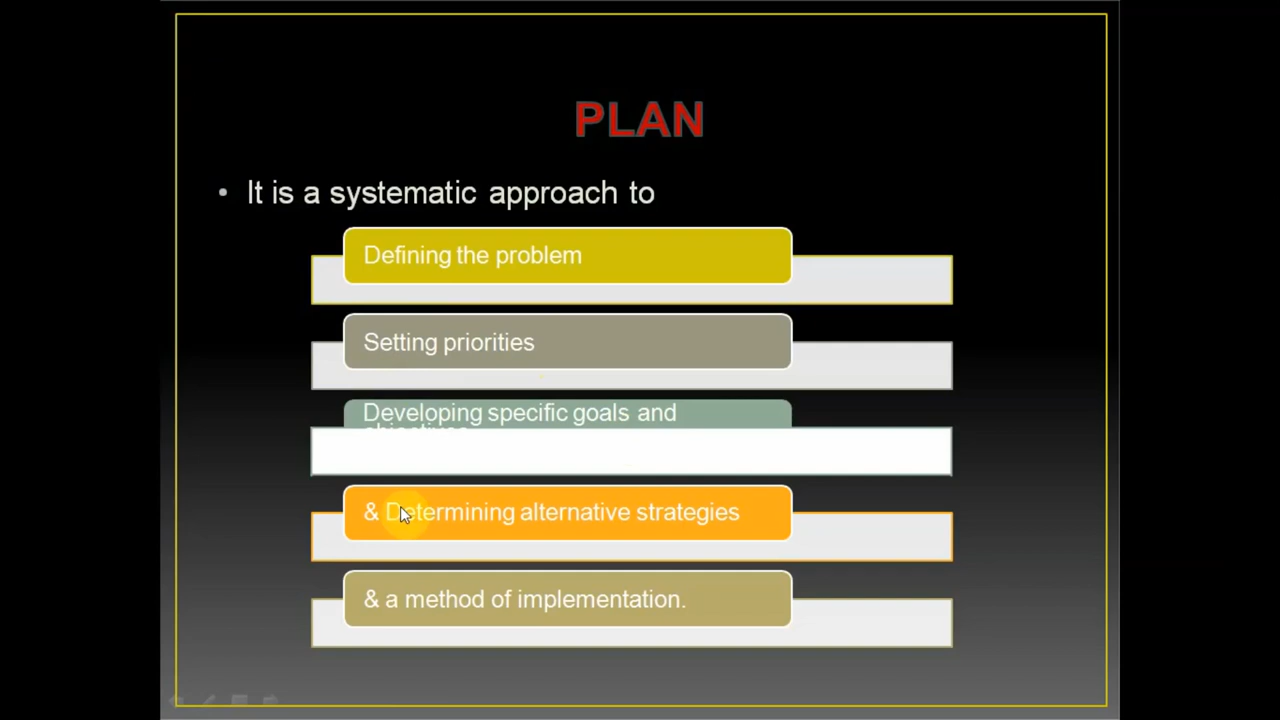 PLAN
• It is a systematic approach to
Defining the problem
Setting priorities
Developing specific goals and
& Determining alternative strategies
& a method of implementation.